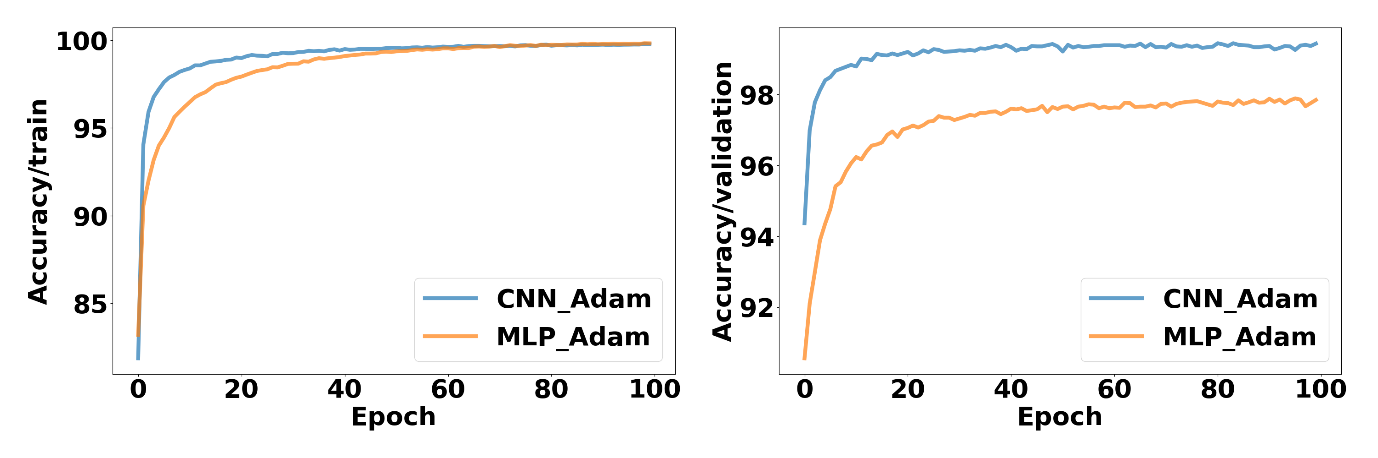 Accuracy/train
100
95
90
85
0 20 40 60 80 100
Epoch
CNN_Adam
MLP_Adam
Accuracy/validation
98
96
94
92
0 20 40 60 80 100
Epoch
CNN_Adam
MLP_Adam